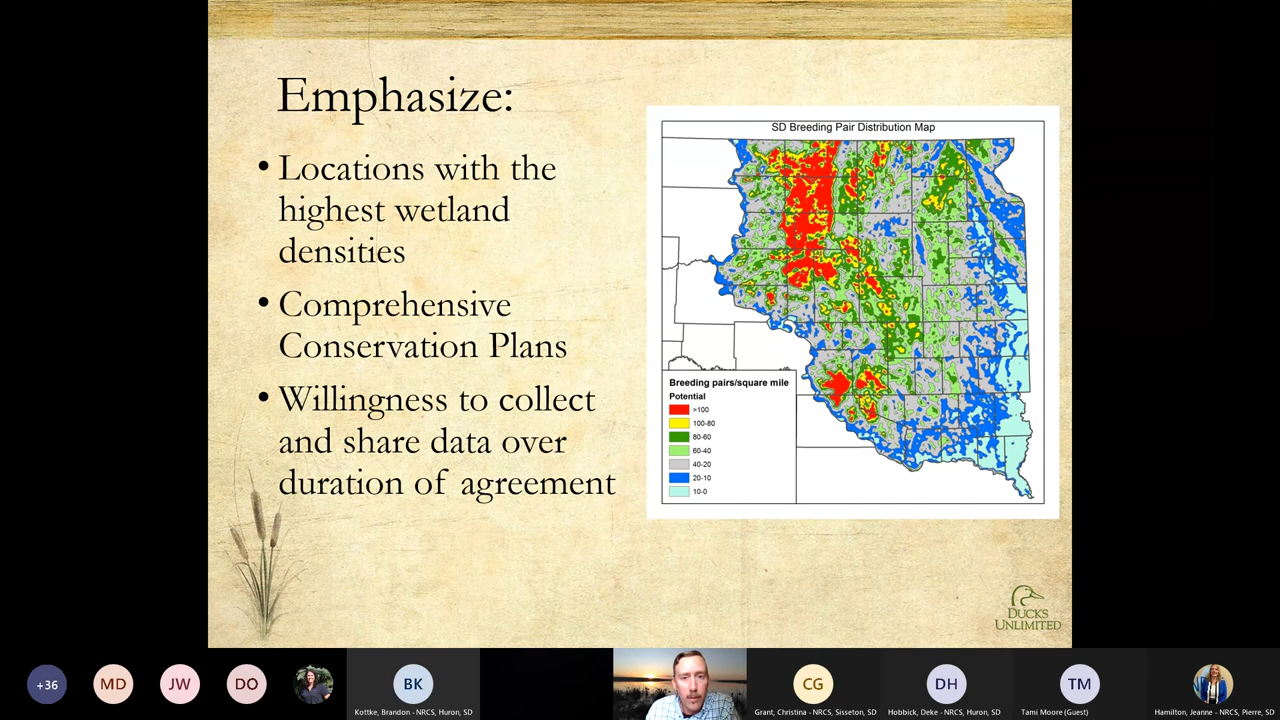 Emphasize:
• Locations with the
highest wetland
densities
• Comprehensive
Conservation Plans
• Willingness to collect
and share data over
duration of agreement
SD Breeding Pair Distribution Map
Breeding pairs/square mile
Potential
>100
100-80
80-60
60-40
40-20
20-10
10-0
DUCKS
UNLIMITED
+36
MD
JW
DO
BK
CG
DH
TM
Kottke, Brandon - NRCS, Huron, SD
Grant, Christina - NRCS, Sisseton, SD
Hobbick, Deke - NRCS, Huron, SD
Tami Moore (Guest)
Hamilton, Jeanne - NRCS, Pierre, SD